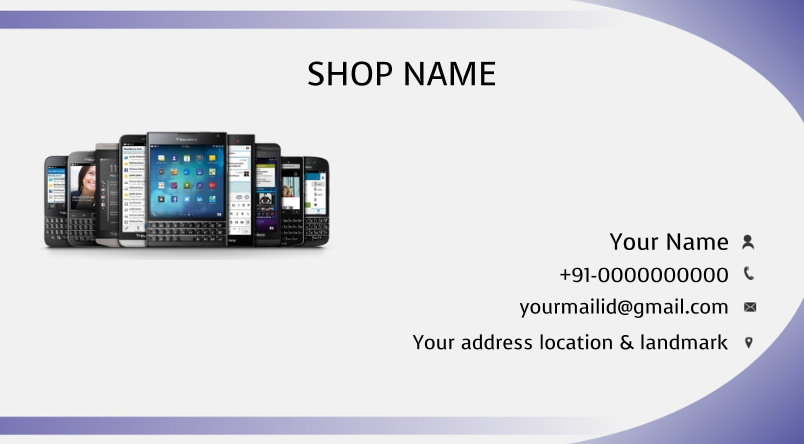 SHOP NAME
Your Name
+91-0000000000
yourmailid@gmail.com
Your address location & landmark